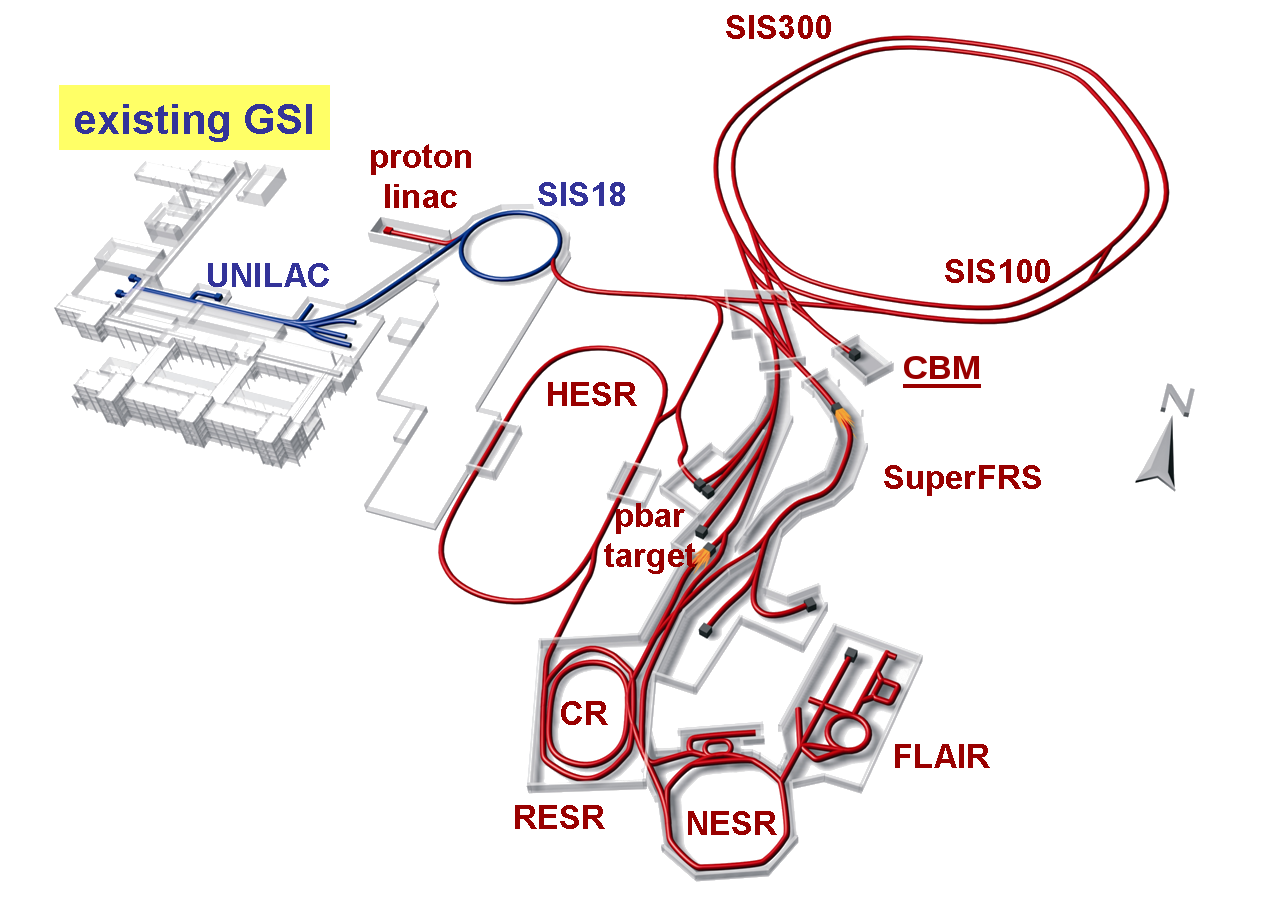 SIS300
existing GSI
proton
linac
SIS18
UNILAC
SIS100
CBM
HESR
N
SuperFRS
pbar
target
CR
FLAIR
RESR
NESR